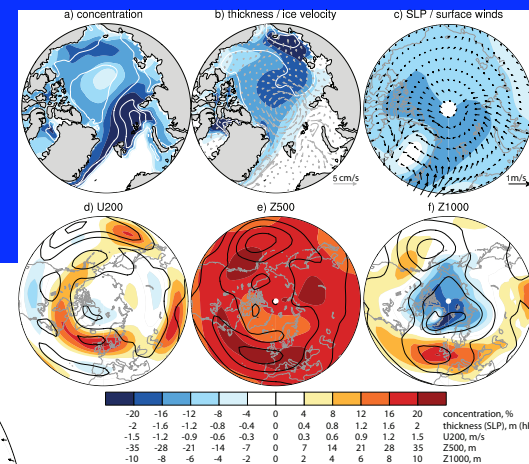 a) concentration b) thickness / ice velocity c) SLP / surface winds
5 cm/s 1m/s
d) U200 e) Z500 f) Z1000
-20 -16 -12 -8 -4 0 4 8 12 16 20 concentration, %
-2 -1.6 -1.2 -0.8 -0.4 0 0.4 0.8 1.2 1.6 2 thickness (SLP), m (h
-1.5 -1.2 -0.9 -0.6 -0.3 0 0.3 0.6 0.9 1.2 1.5 U200, m/s
-35 -28 -21 -14 -7 0 7 14 21 28 35 Z500, m
-10 -8 -6 -4 -2 0 2 4 6 8 10 Z1000, m